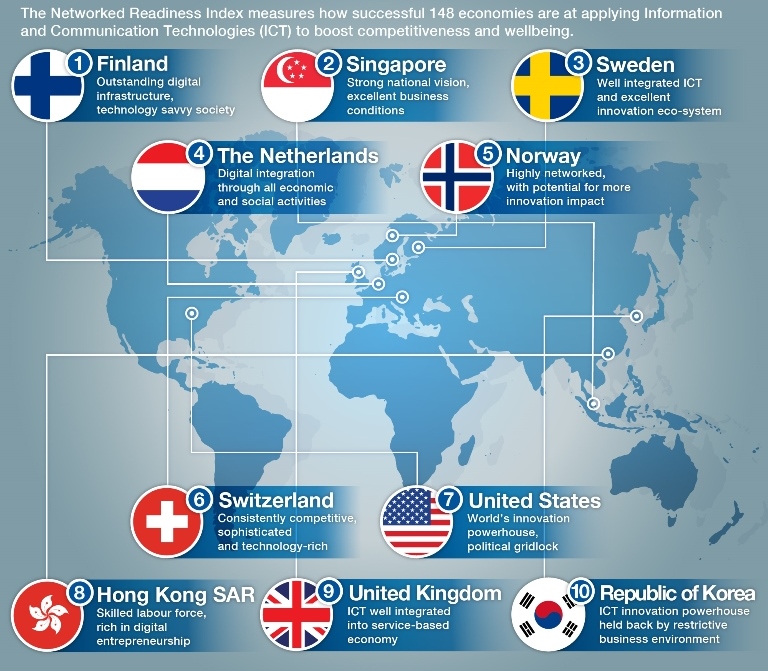 The Networked Readiness Index measures how successful 148 economies are at applying Information
and Communication Technologies (ICT) to boost competitiveness and wellbeing.
1 Finland
Outstanding digital
infrastructure,
technology savvy society
2 Singapore
Strong national vision,
excellent business
conditions
3 Sweden
Well integrated ICT
and excellent
innovation eco-system
4 The Netherlands
Digital integration
through all economic
and social activities
5 Norway
Highly networked,
with potential for more
innovation impact
6 Switzerland
Consistently competitive,
sophisticated
and technology-rich
7 United States
World's innovation
powerhouse,
political gridlock
8 Hong Kong SAR
Skilled labour force,
rich in digital
entrepreneurship
9 United Kingdom
ICT well integrated
into service-based
economy
10 Republic of Korea
ICT innovation powerhouse
held back by restrictive
business environment